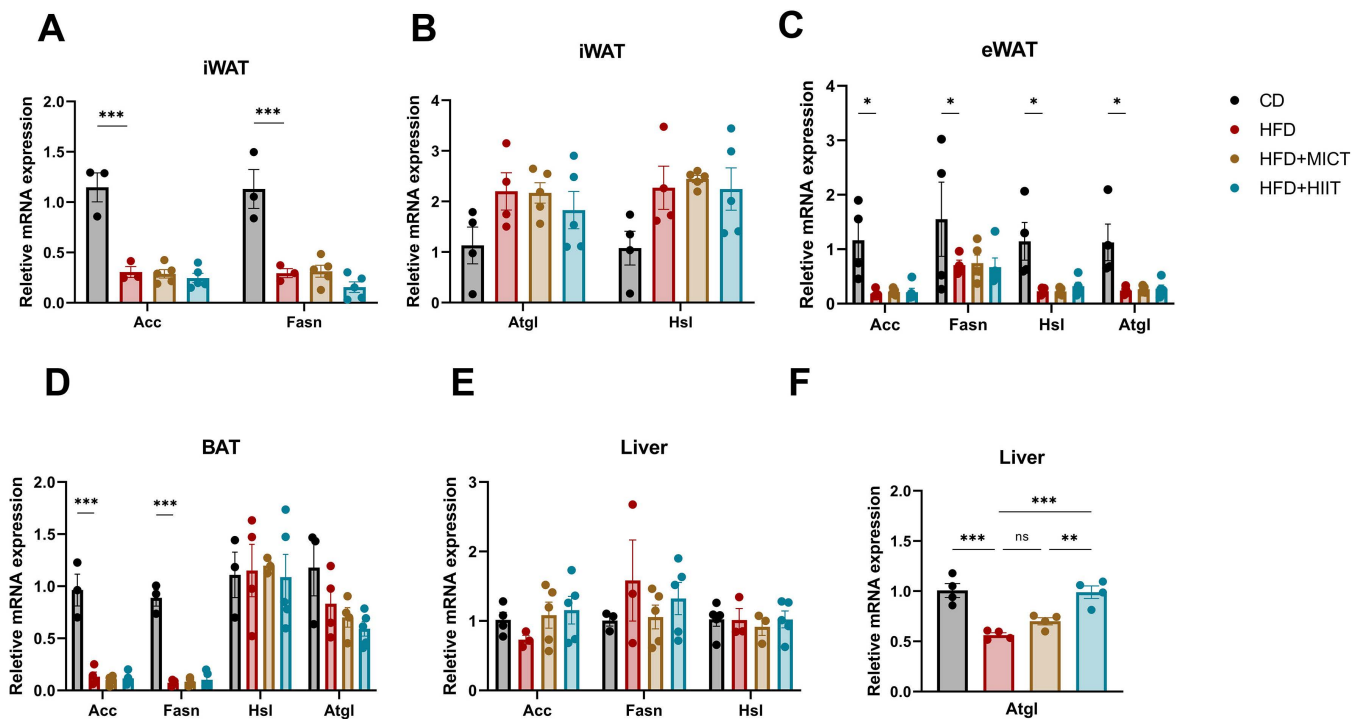 A
iWAT
Reletive mRNA expression
2.0
1.5
1.0
0.5
0.0
***
***
Acc
Fasn
B
iWAT
Reletive mRNA expression
4
3
2
1
0
Atgl
Hsl
C
eWAT
Reletive mRNA expression
4
3
2
1
0
*
*
*
*
Acc
Fasn
Hsl
Atgl
CD
HFD
HFD+MICT
HFD+HIIT
D
BAT
Relative mRNA expression
2.0
1.5
1.0
0.5
0.0
***
***
Acc
Fasn
Hsl
Atgl
E
Liver
Relative mRNA expression
3
2
1
0
Acc
Fasn
Hsl
F
Liver
Relative mRNA expression
2.0
1.5
1.0
0.5
0.0
***
***
ns
**
Atgl